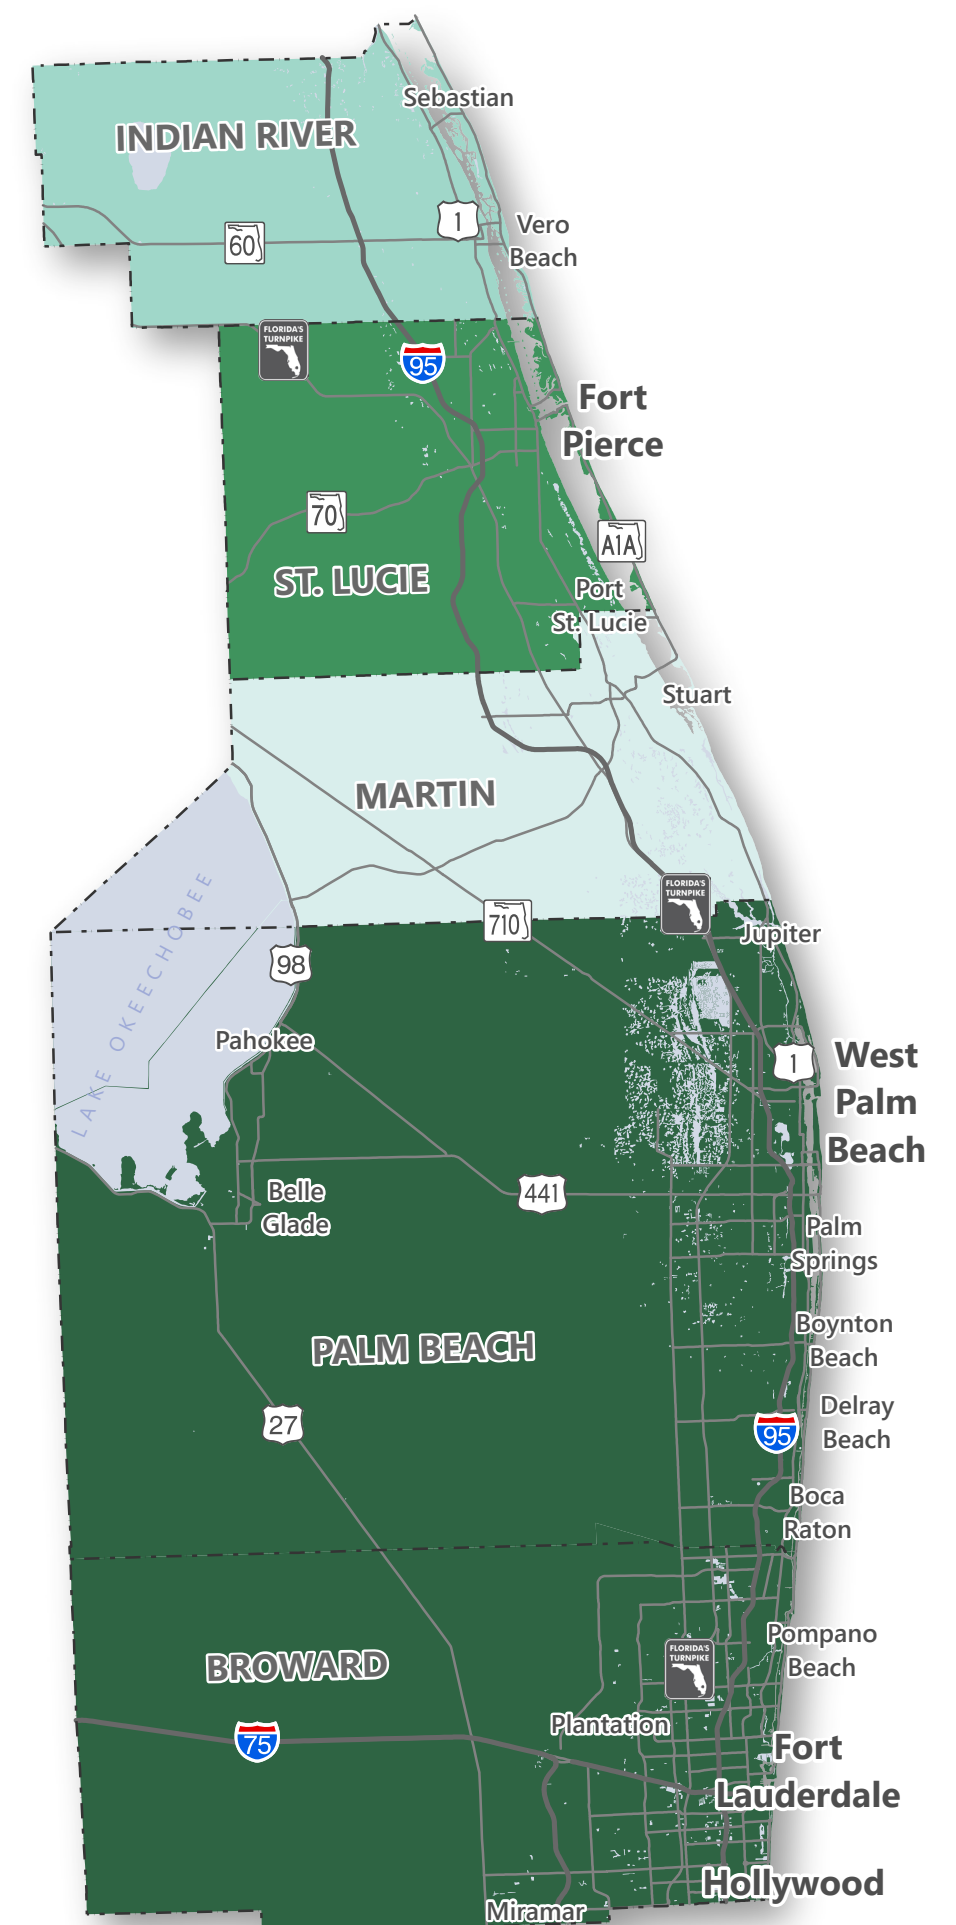 Sebastian
INDIAN RIVER
1
Vero
Beach
60
FLORIDA'S
TURNPIKE
95
Fort
Pierce
70
A1A
ST. LUCIE
Port
St. Lucie
Stuart
MARTIN
FLORIDA'S
TURNPIKE
710
Jupiter
LAKE OKEECHOBEE
98
Pahokee
1
West
Palm
Beach
441
Belle
Glade
Palm
Springs
Boynton
Beach
PALM BEACH
Delray
Beach
27
95
Boca
Raton
Pompano
Beach
FLORIDA'S
TURNPIKE
BROWARD
Plantation
75
Fort
Lauderdale
Hollywood
Miramar